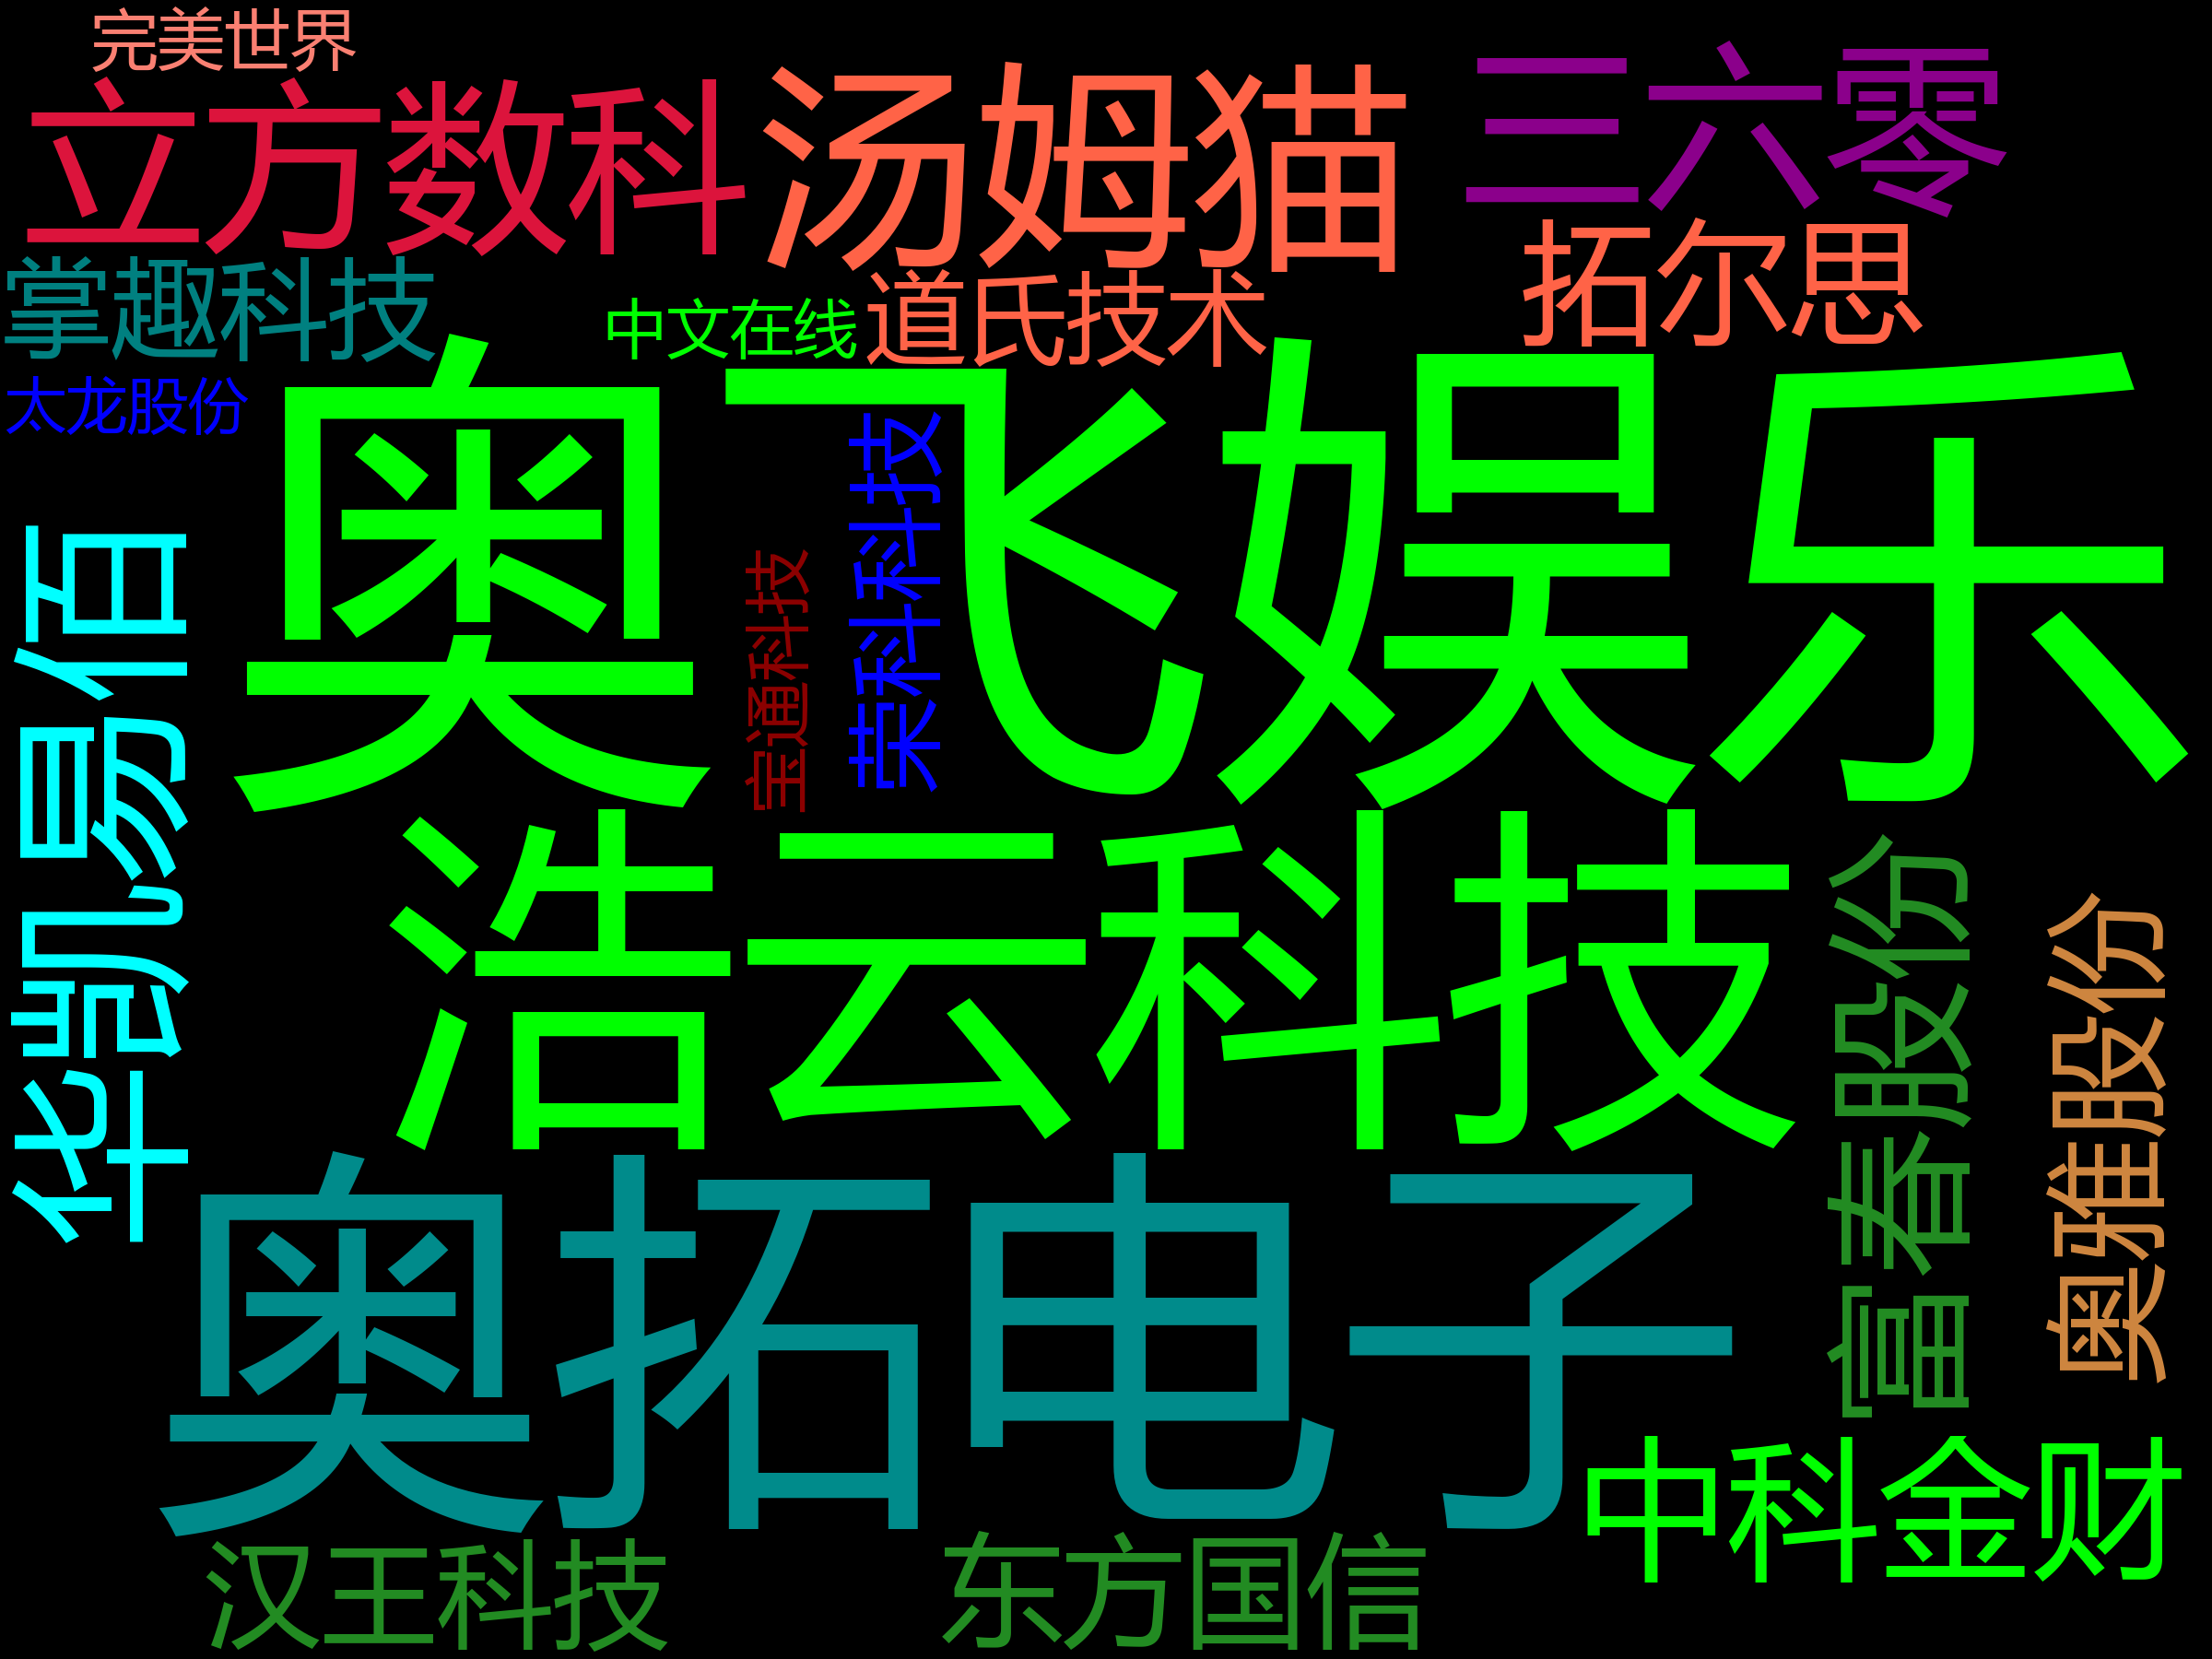 完美世界
立方数科
汤姆猫
三六零
拓尔思
掌趣科技
中文在线
道氏技术
太龙股份
奥飞娱乐
荣科科技
宝通科技
华凯易佰
浩云科技
富春股份
奥雅股份
奥拓电子
中科金财
汉王科技
东方国信